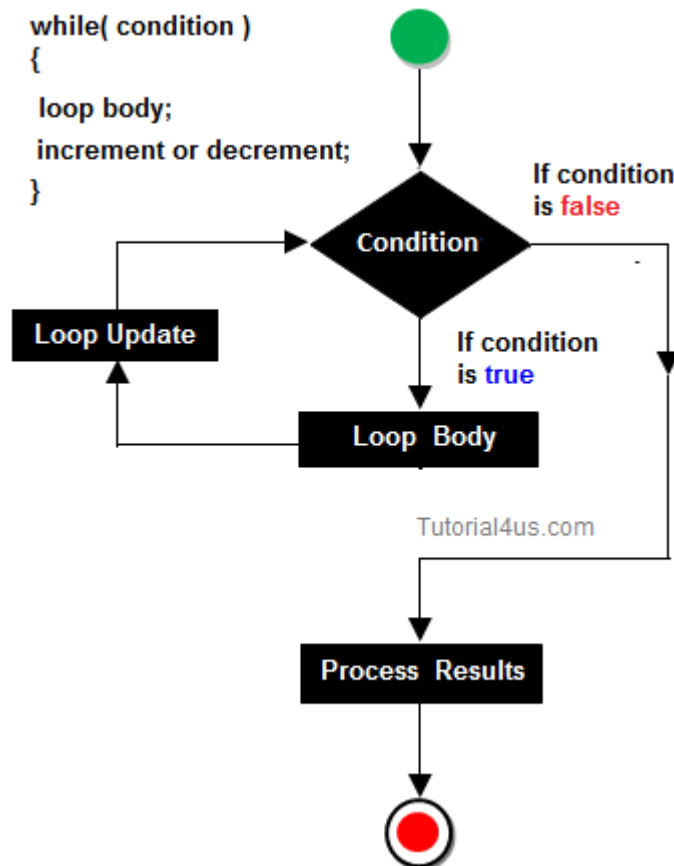 while( condition )
{
loop body;
increment or decrement;
}
If condition
is false
Condition
Loop Update
If condition
is true
Loop Body
Tutorial4us.com
Process Results